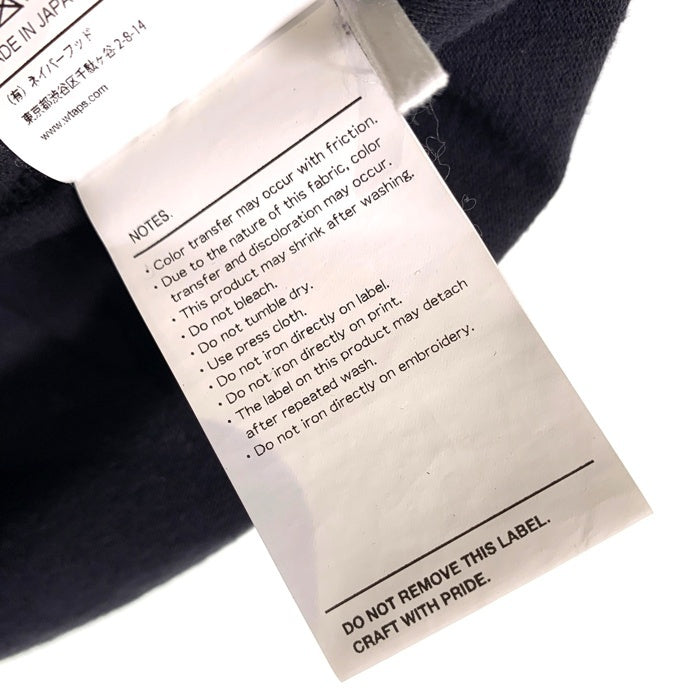 MADE IN JAPAN
(有) ネイバーフッド
東京都渋谷区千駄ヶ谷 2-8-14
www.wtaps.com
NOTES.
・Color transfer may occur with friction.
・Due to the nature of this fabric, color
transfer and discoloration may occur.
・This product may shrink after washing.
・Do not bleach.
・Do not tumble dry.
・Use press cloth.
・Do not iron directly on label.
・Do not iron directly on print.
・The label on this product may detach
after repeated wash.
・Do not iron directly on embroidery.
DO NOT REMOVE THIS LABEL.
CRAFT WITH PRIDE.